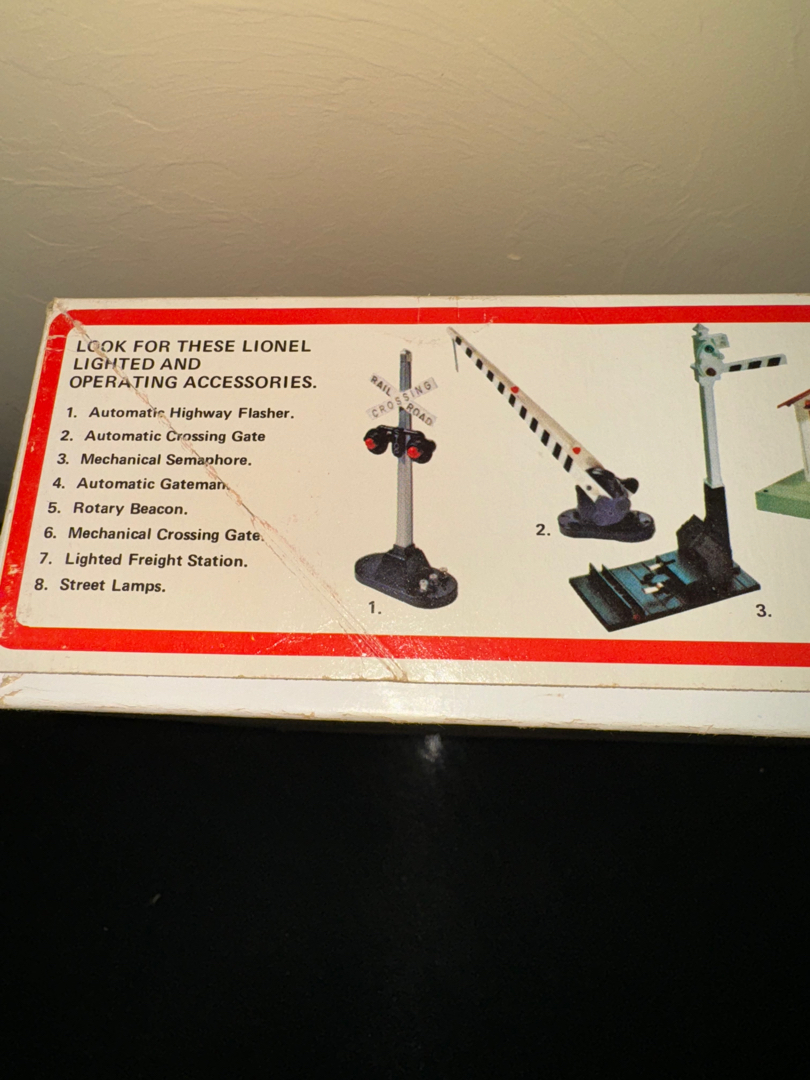 LOOK FOR THESE LIONEL
LIGHTED AND
OPERATING ACCESSORIES.
1. Automatic Highway Flasher.
2. Automatic Crossing Gate
3. Mechanical Semaphore.
4. Automatic Gateman.
5. Rotary Beacon.
6. Mechanical Crossing Gate.
7. Lighted Freight Station.
8. Street Lamps.
RAIL CROSSING ROAD
1.
2.
3.